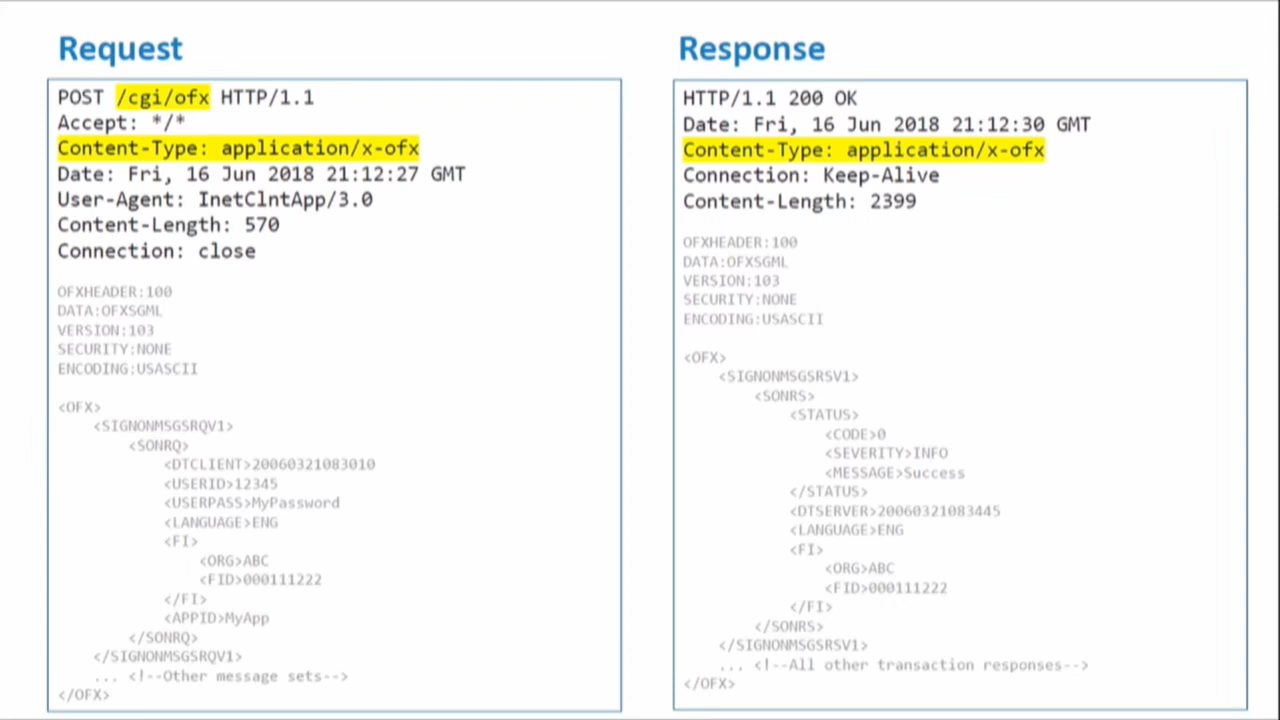 Request
POST /cgi/ofx HTTP/1.1
Accept: */*
Content-Type: application/x-ofx
Date: Fri, 16 Jun 2018 21:12:27 GMT
User-Agent: InetClntApp/3.0
Content-Length: 570
Connection: close
OFXHEADER:100
DATA:OFXSGML
VERSION:103
SECURITY:NONE
ENCODING:USASCII
<OFX>
<SIGNONMSGSRQV1>
<SONRQ>
<DTCLIENT>20060321083010
<USERID>12345
<USERPASS>MyPassword
<LANGUAGE>ENG
<FI>
<ORG>ABC
<FID>000111222
</FI>
<APPID>MyApp
</SONRQ>
</SIGNONMSGSRQV1>
... <!--Other message sets-->
</OFX>
Response
HTTP/1.1 200 OK
Date: Fri, 16 Jun 2018 21:12:30 GMT
Content-Type: application/x-ofx
Connection: Keep-Alive
Content-Length: 2399
OFXHEADER:100
DATA:OFXSGML
VERSION:103
SECURITY:NONE
ENCODING:USASCII
<OFX>
<SIGNONMSGSRSV1>
<SONRS>
<STATUS>
<CODE>0
<SEVERITY>INFO
<MESSAGE>Success
</STATUS>
<DTSERVER>20060321083445
<LANGUAGE>ENG
<FI>
<ORG>ABC
<FID>000111222
</FI>
</SONRS>
</SIGNONMSGSRSV1>
... <!--All other transaction responses-->
</OFX>